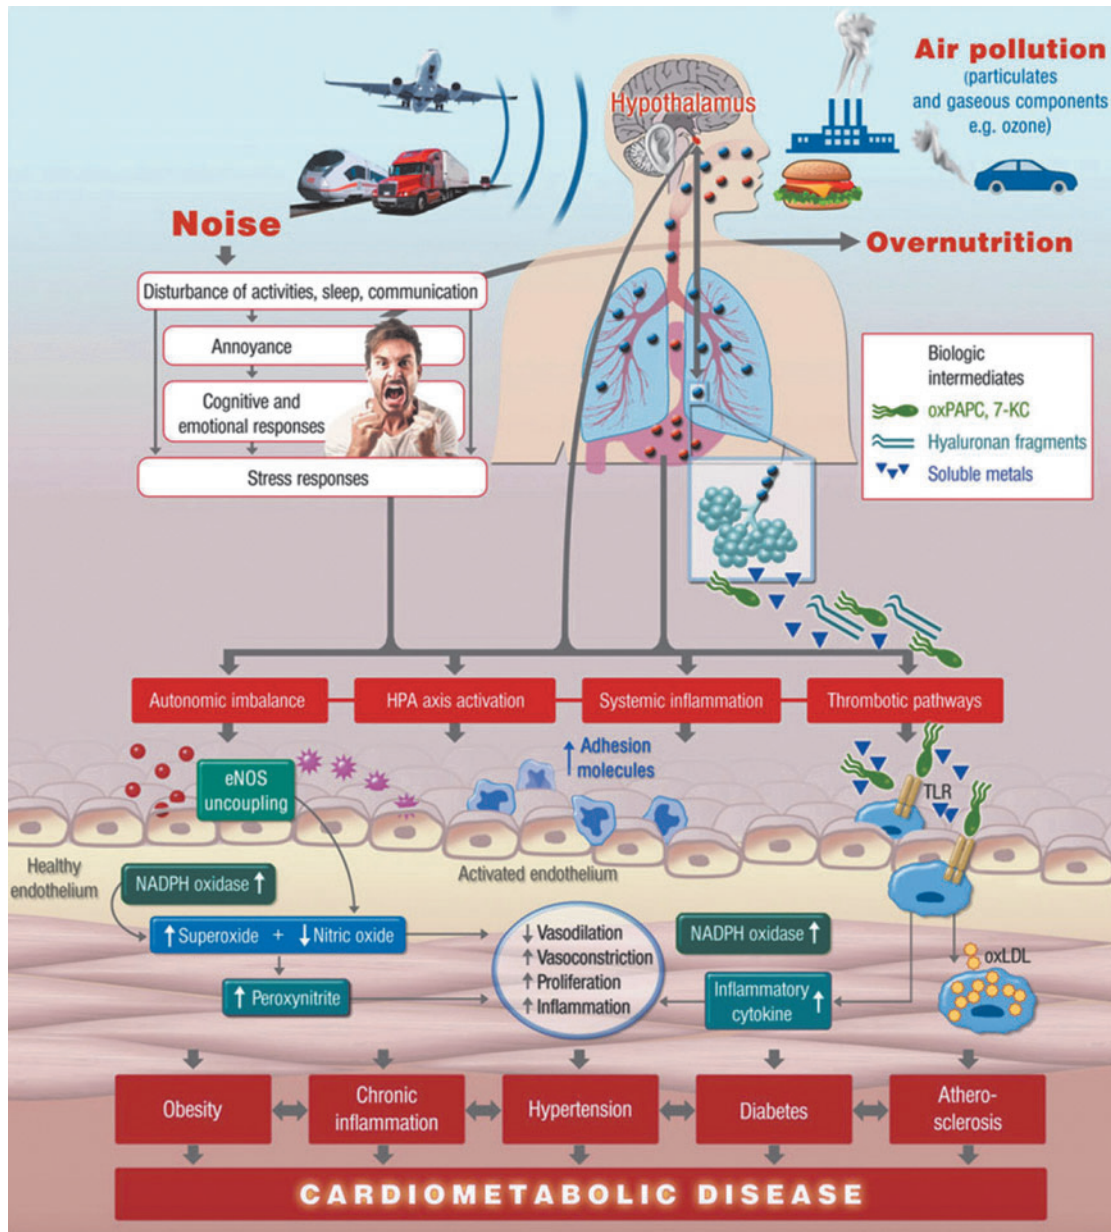 Air pollution
(particulates
and gaseous components
e.g. ozone)
Hypothalamus
Noise
Overnutrition
Disturbance of activities, sleep, communication
Annoyance
Cognitive and
emotional responses
Stress responses
Biologic
intermediates
oxPAPC, 7-KC
Hyaluronan fragments
Soluble metals
Autonomic imbalance
HPA axis activation
Systemic inflammation
Thrombotic pathways
eNOS
uncoupling
↑ Adhesion
molecules
TLR
Healthy
endothelium
NADPH oxidase ↑
Activated endothelium
↑ Superoxide + ↓ Nitric oxide
↑ Peroxynitrite
↓ Vasodilation
↑ Vasoconstriction
↑ Proliferation
↑ Inflammation
NADPH oxidase ↑
Inflammatory
cytokine ↑
oxLDL
Obesity
Chronic
inflammation
Hypertension
Diabetes
Athero-
sclerosis
CARDIOMETABOLIC DISEASE